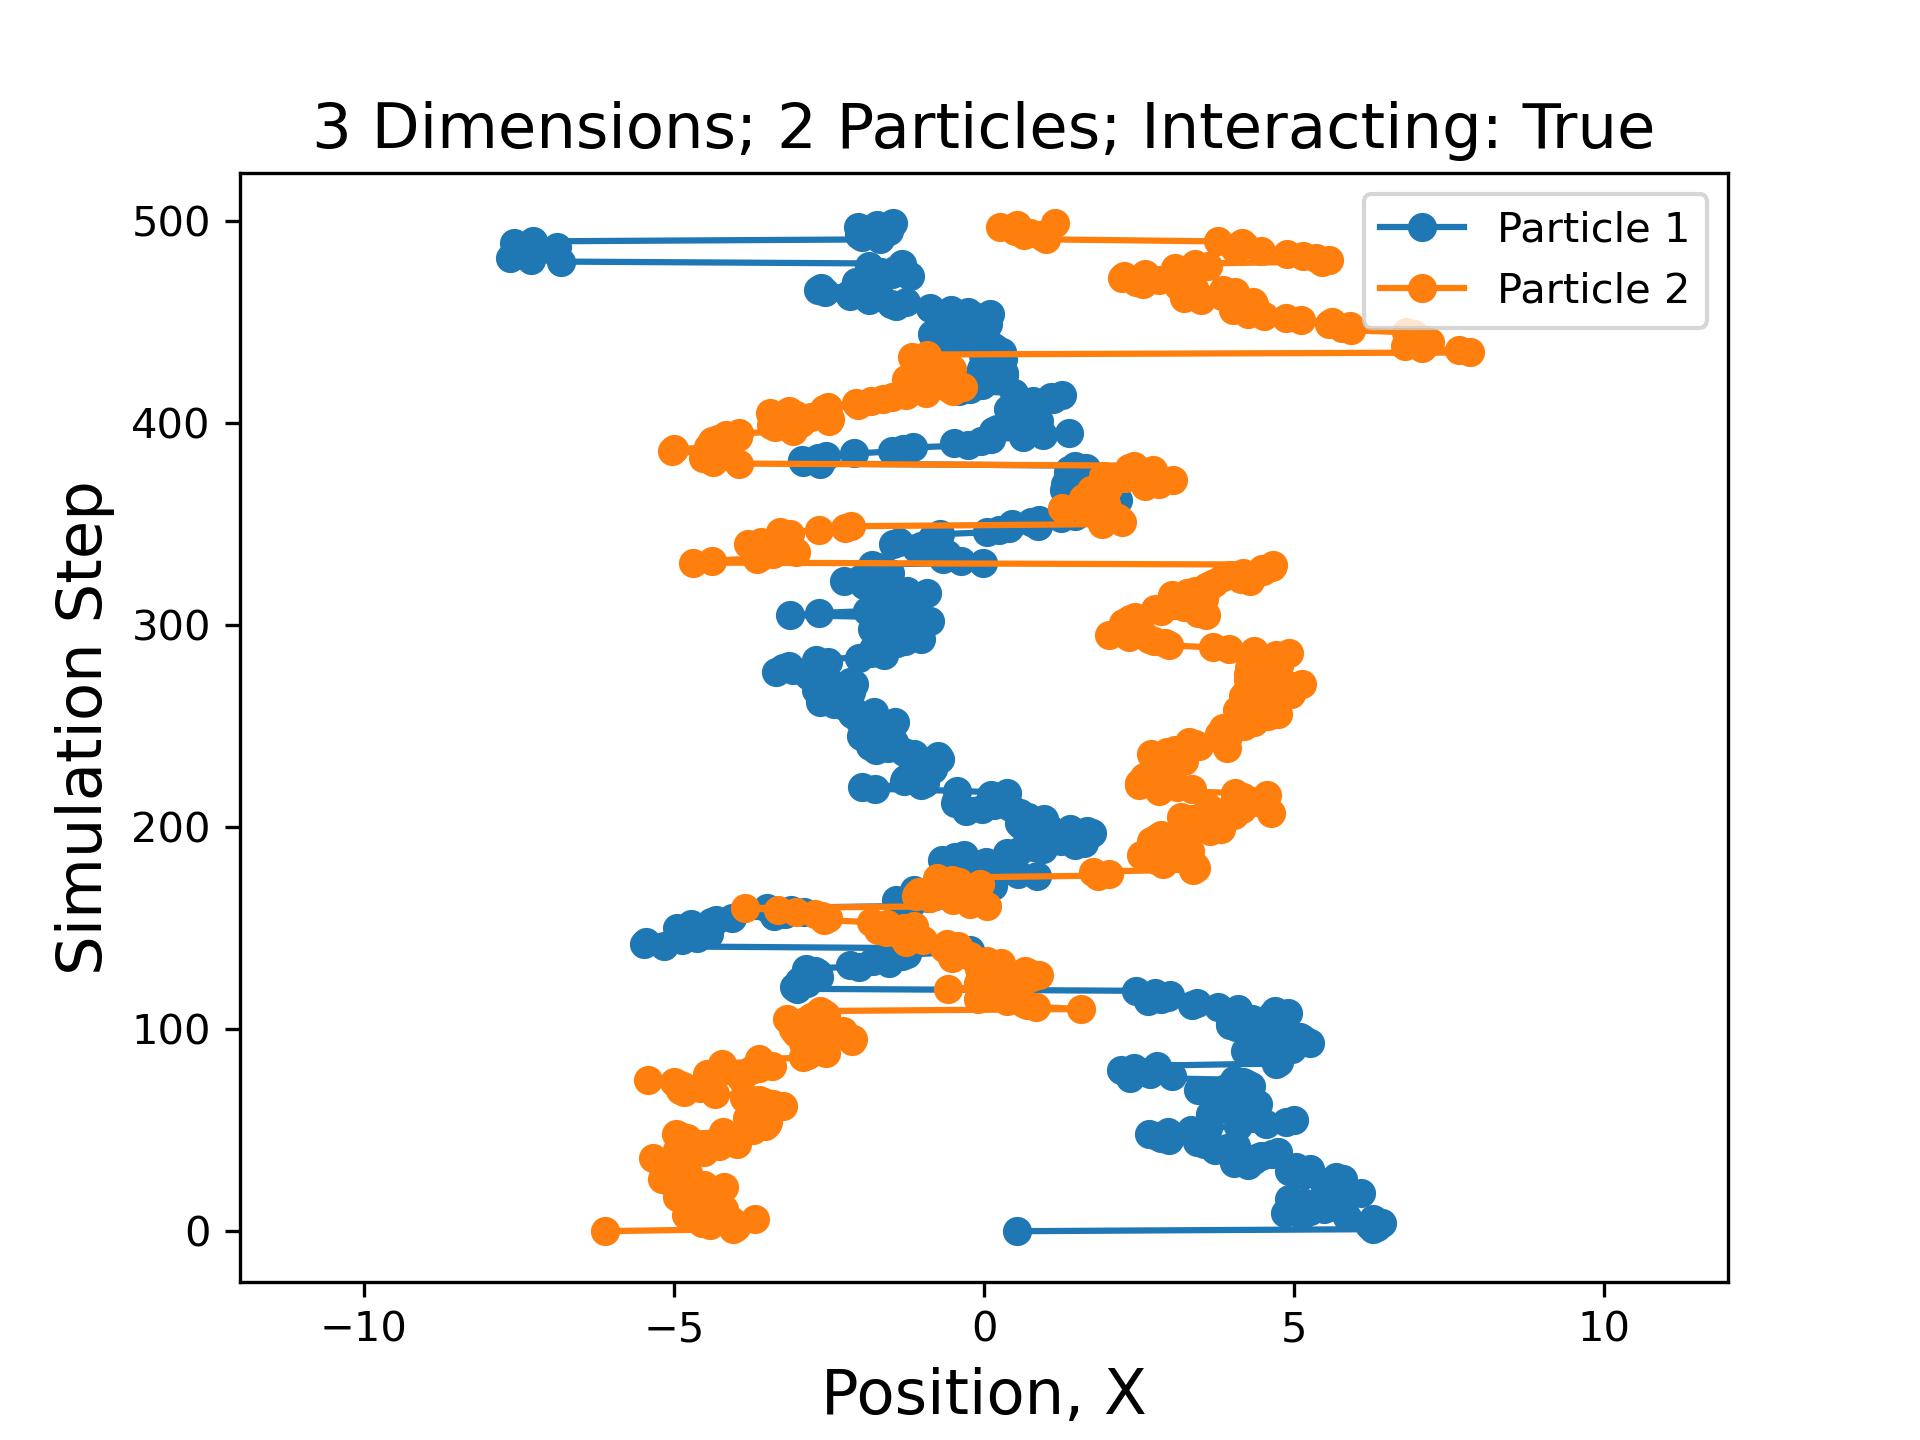 3 Dimensions; 2 Particles; Interacting: True
Particle 1
Particle 2
500
400
300
200
100
0
Simulation Step
−10
−5
0
5
10
Position, X